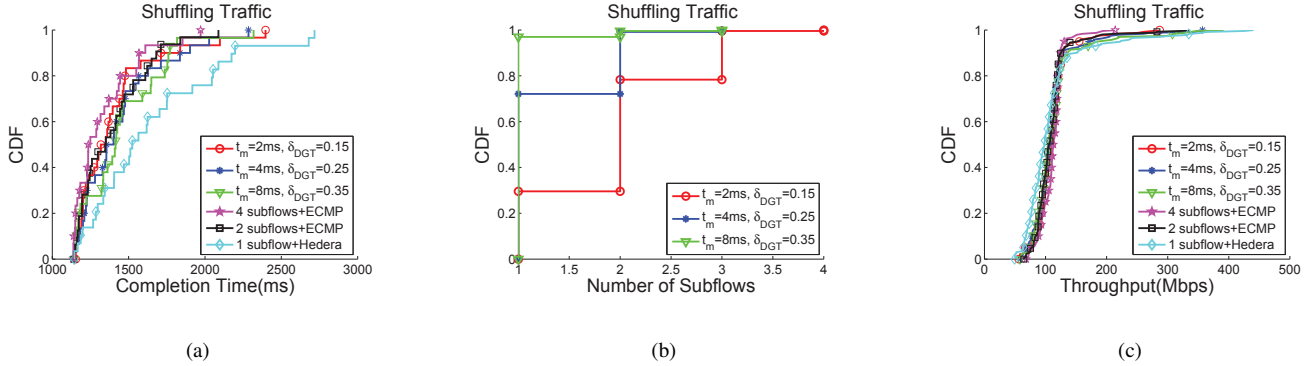 Shuffling Traffic
CDF
1
0.8
0.6
0.4
0.2
0
1000 1500 2000 2500 3000
Completion Time(ms)
t_m=2ms, δ_DGT=0.15
t_m=4ms, δ_DGT=0.25
t_m=8ms, δ_DGT=0.35
4 subflows+ECMP
2 subflows+ECMP
1 subflow+Hedera
(a)
Shuffling Traffic
CDF
1
0.8
0.6
0.4
0.2
0
1 1.5 2 2.5 3 3.5 4
Number of Subflows
t_m=2ms, δ_DGT=0.15
t_m=4ms, δ_DGT=0.25
t_m=8ms, δ_DGT=0.35
(b)
Shuffling Traffic
CDF
1
0.8
0.6
0.4
0.2
0
0 100 200 300 400 500
Throughput(Mbps)
t_m=2ms, δ_DGT=0.15
t_m=4ms, δ_DGT=0.25
t_m=8ms, δ_DGT=0.35
4 subflows+ECMP
2 subflows+ECMP
1 subflow+Hedera
(c)